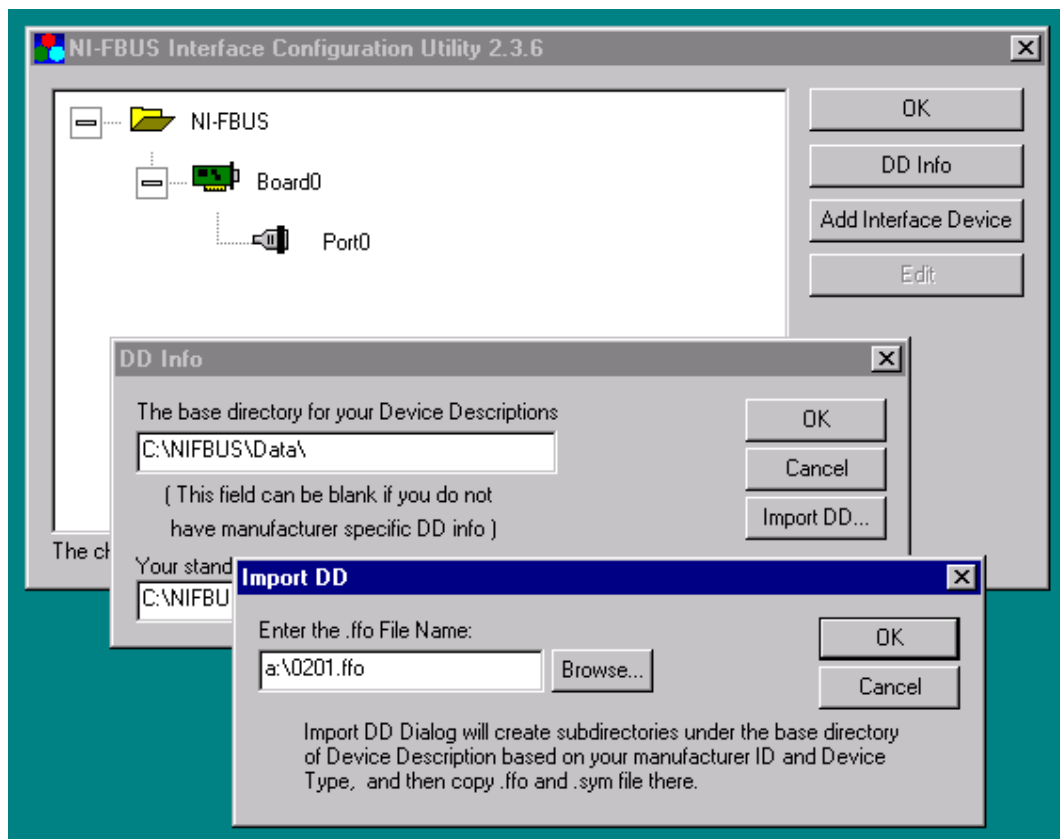 NI-FBUS Interface Configuration Utility 2.3.6
NI-FBUS
Board0
Port0
OK
DD Info
Add Interface Device
Edit
The ch
DD Info
The base directory for your Device Descriptions
C:\NIFBUS\Data\
( This field can be blank if you do not
have manufacturer specific DD info )
OK
Cancel
Import DD...
Your stand
C:\NIFBU
Import DD
Enter the .ffo File Name:
a:\0201.ffo
Browse...
OK
Cancel
Import DD Dialog will create subdirectories under the base directory
of Device Description based on your manufacturer ID and Device
Type,  and then copy .ffo and .sym file there.